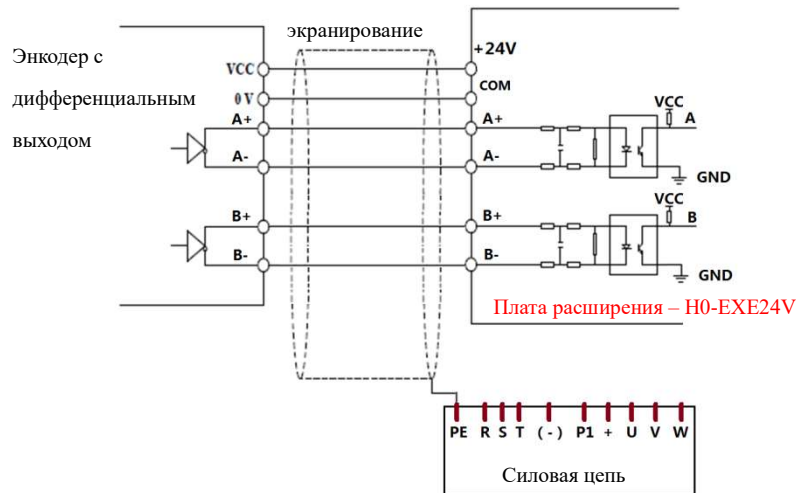 экранирование
Энкодер с
дифференциальным
выходом
VCC
0 V
A+
A-
B+
B-
+24V
COM
A+
A-
B+
B-
VCC
A
GND
VCC
B
GND
Плата расширения – H0-EXE24V
PE R S T (-) P1 + U V W
Силовая цепь